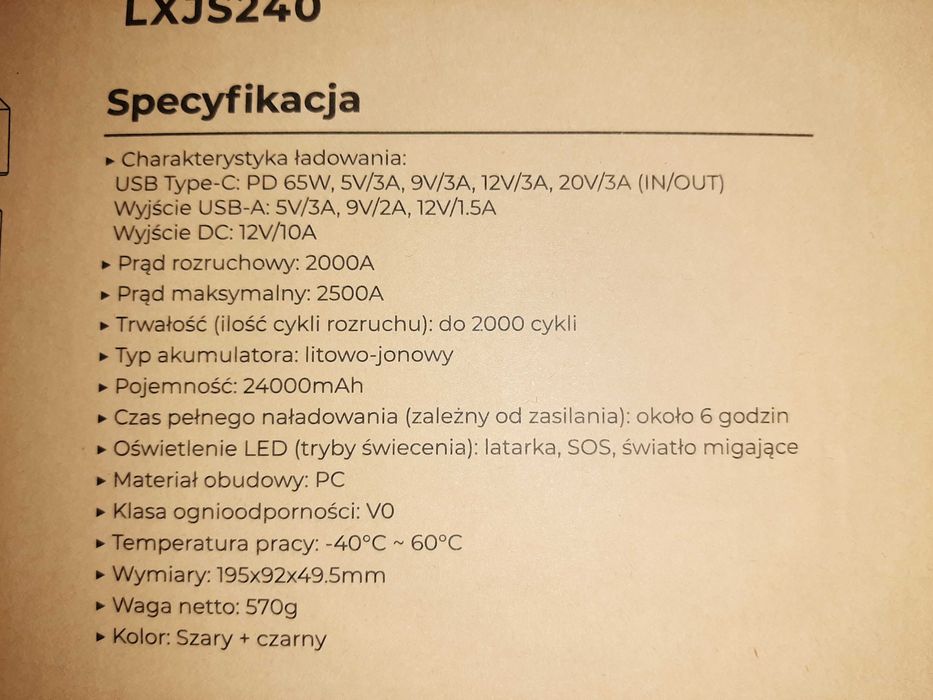 LXJS240
Specyfikacja
▸ Charakterystyka ładowania:
USB Type-C: PD 65W, 5V/3A, 9V/3A, 12V/3A, 20V/3A (IN/OUT)
Wyjście USB-A: 5V/3A, 9V/2A, 12V/1.5A
Wyjście DC: 12V/10A
▸ Prąd rozruchowy: 2000A
▸ Prąd maksymalny: 2500A
▸ Trwałość (ilość cykli rozruchu): do 2000 cykli
▸ Typ akumulatora: litowo-jonowy
▸ Pojemność: 24000mAh
▸ Czas pełnego naładowania (zależny od zasilania): około 6 godzin
▸ Oświetlenie LED (tryby świecenia): latarka, SOS, światło migające
▸ Materiał obudowy: PC
▸ Klasa ognioodporności: V0
▸ Temperatura pracy: -40°C ~ 60°C
▸ Wymiary: 195x92x49.5mm
▸ Waga netto: 570g
▸ Kolor: Szary + czarny